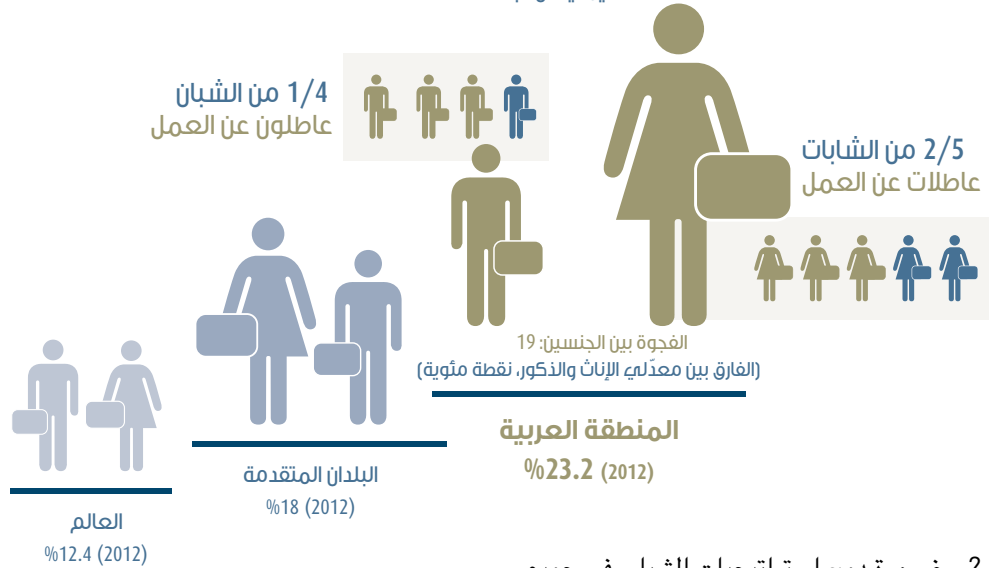 1/4 من الشبان
عاطلون عن العمل
2/5 من الشابات
عاطلات عن العمل
الفجوة بين الجنسين: 19
(الفارق بين معدّلي الإناث والذكور، نقطة مئوية)
المنطقة العربية
%23.2 (2012)
البلدان المتقدمة
%18 (2012)
العالم
%12.4 (2012)